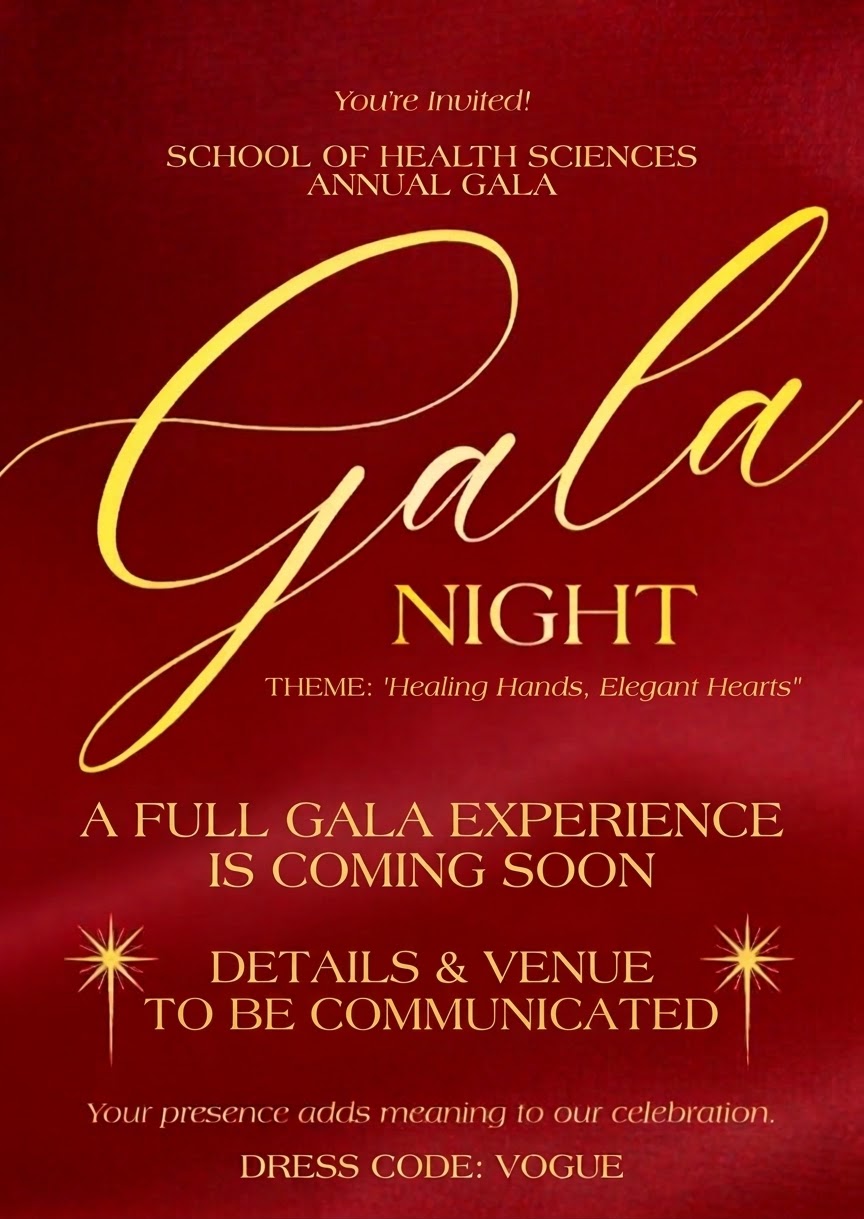 You're Invited!
SCHOOL OF HEALTH SCIENCES
ANNUAL GALA
Gala
NIGHT
THEME: 'Healing Hands, Elegant Hearts"
A FULL GALA EXPERIENCE
IS COMING SOON
DETAILS & VENUE
TO BE COMMUNICATED
Your presence adds meaning to our celebration.
DRESS CODE: VOGUE